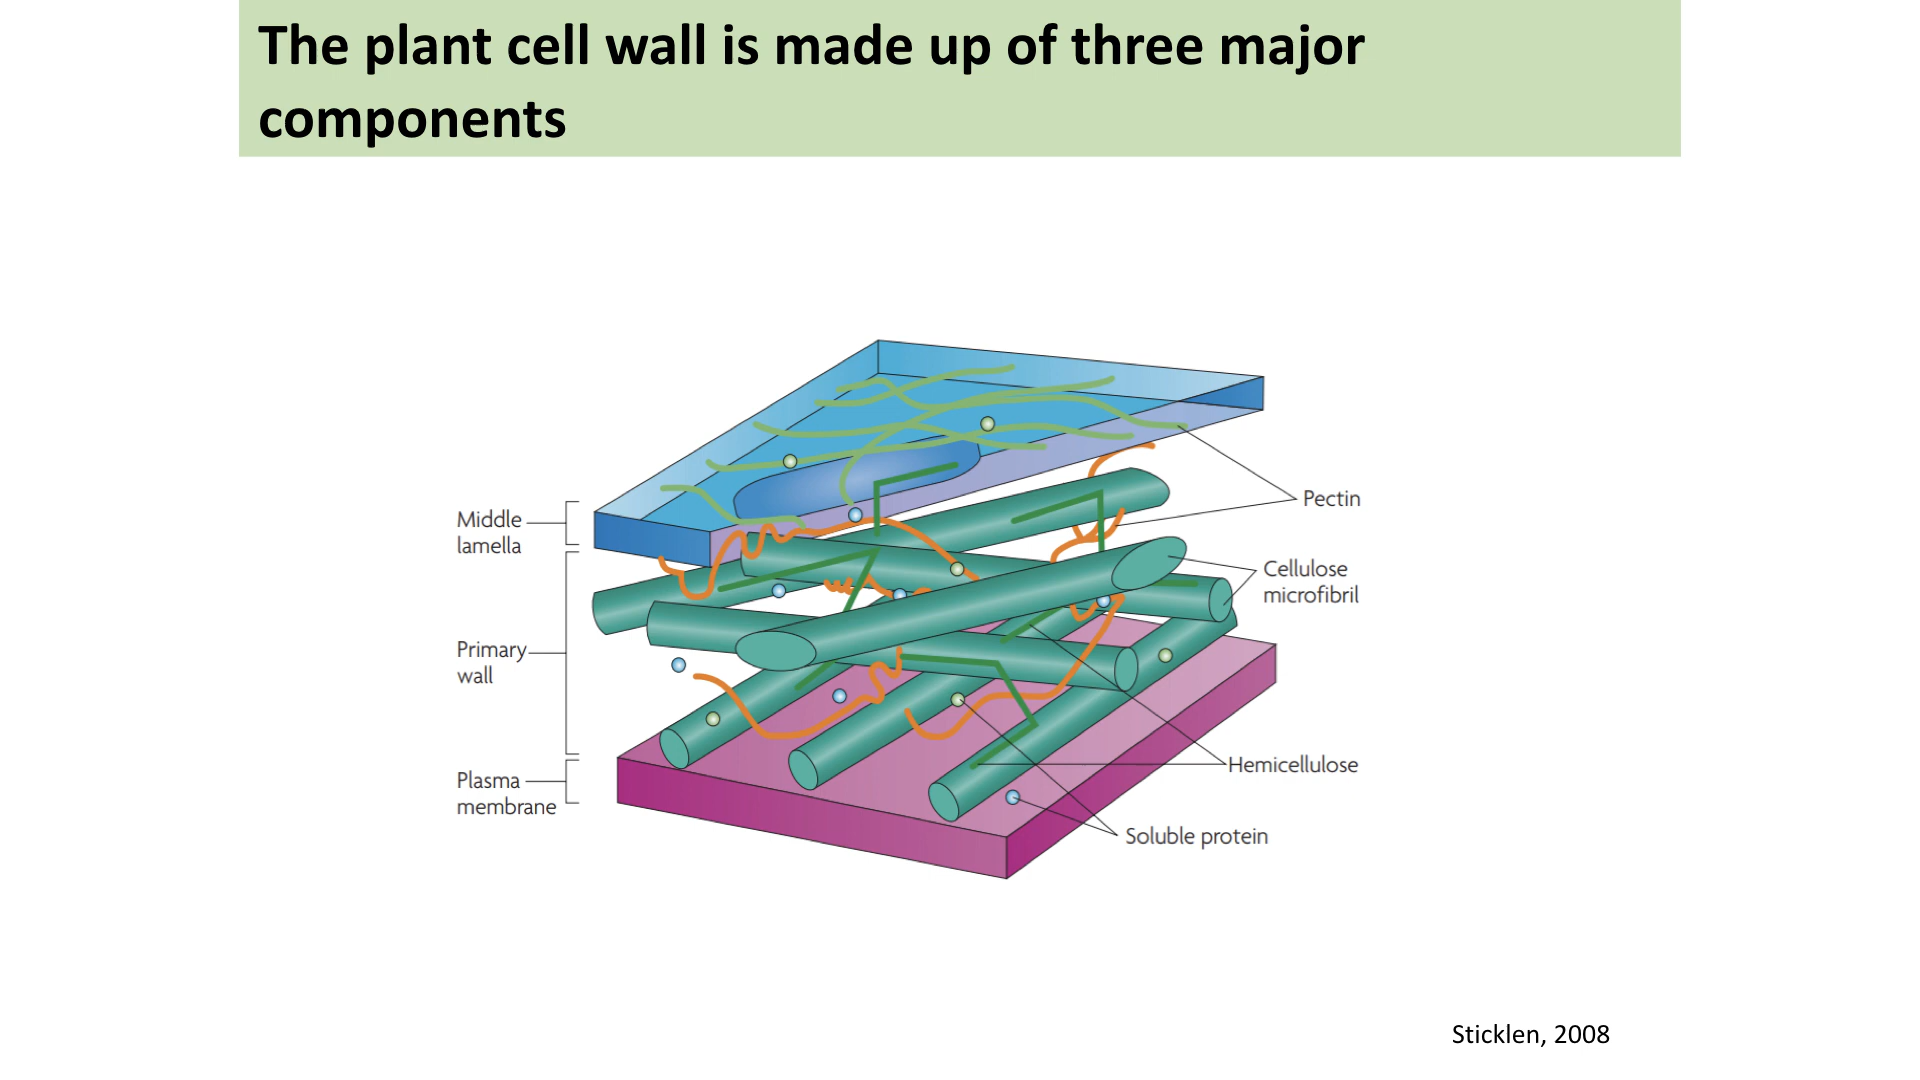 The plant cell wall is made up of three major
components
Middle
lamella
Primary
wall
Plasma
membrane
Pectin
Cellulose
microfibril
Hemicellulose
Soluble protein
Sticklen, 2008